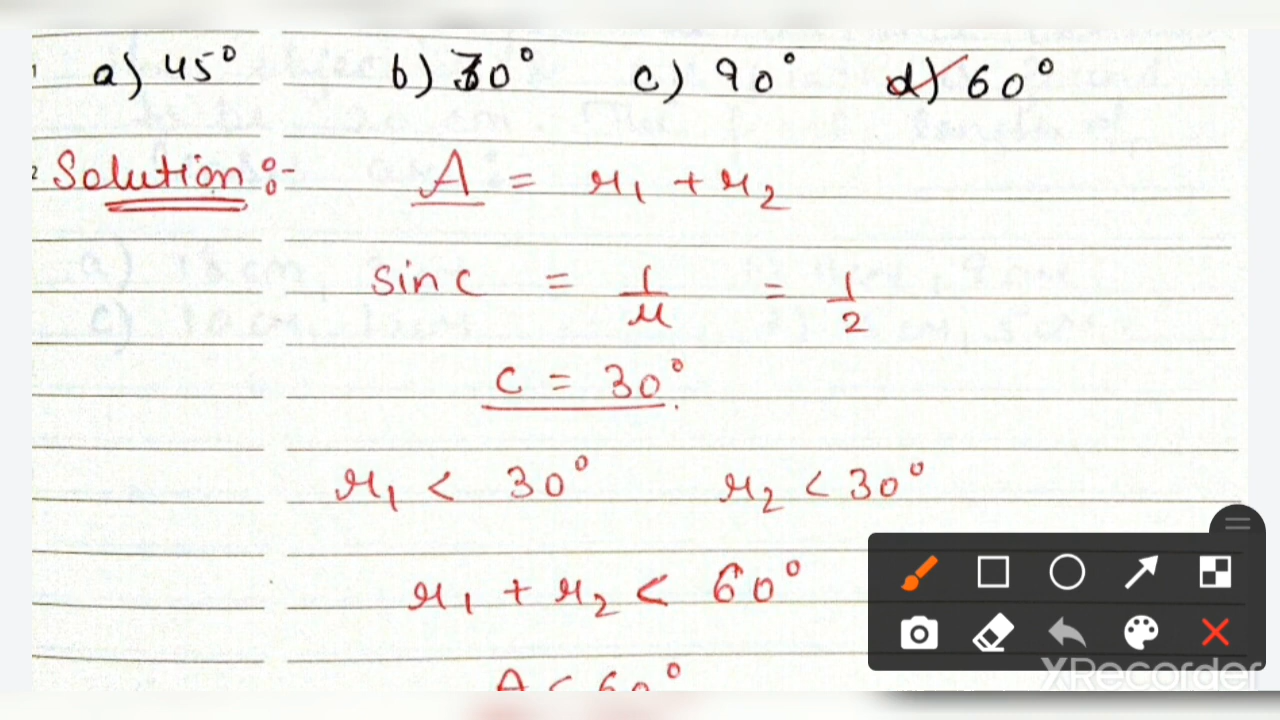 a) 45° b) 30° c) 90° d) 60°
Solution:- A = r₁ + r₂
sin c = 1/μ = 1/2
c = 30°.
r₁ < 30° r₂ < 30°
r₁ + r₂ < 60°
A < 60°
XRecorder